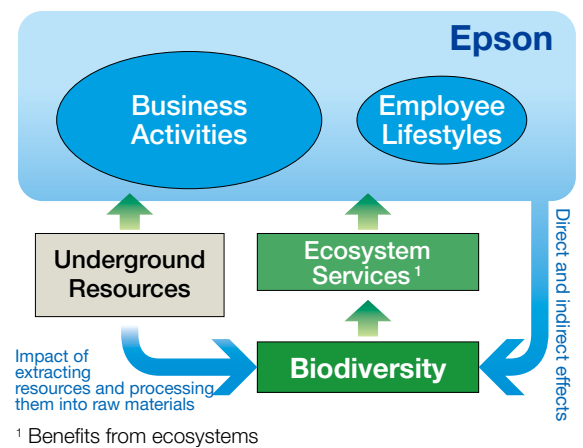 Epson
Business
Activities
Employee
Lifestyles
Underground
Resources
Ecosystem
Services 1
Direct and indirect effects
Impact of
extracting
resources and processing
them into raw materials
Biodiversity
1 Benefits from ecosystems